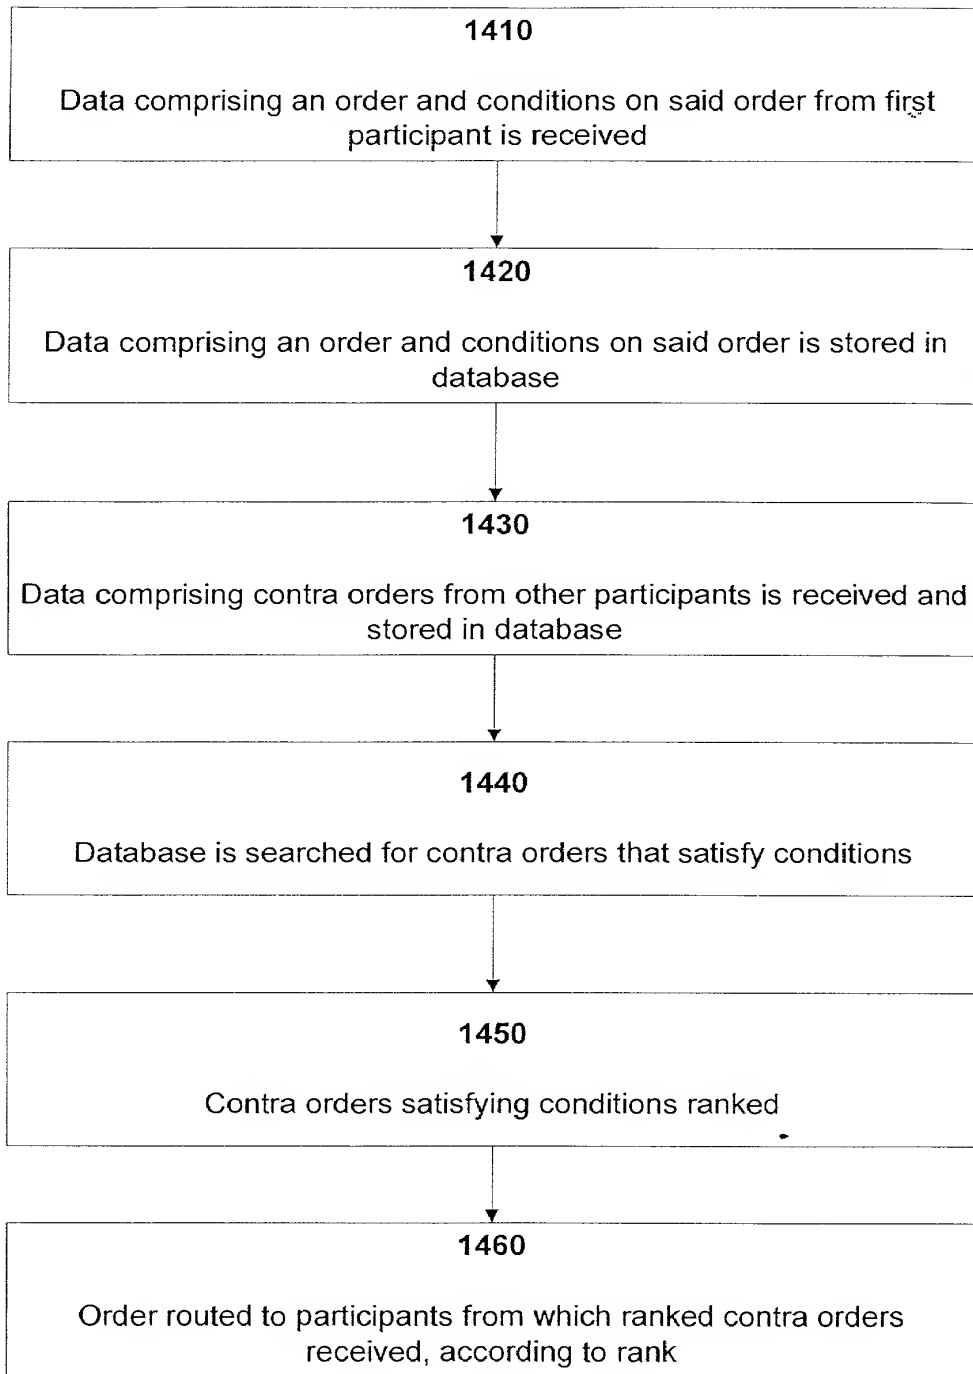 1410
Data comprising an order and conditions on said order from first
participant is received
1420
Data comprising an order and conditions on said order is stored in
database
1430
Data comprising contra orders from other participants is received and
stored in database
1440
Database is searched for contra orders that satisfy conditions
1450
Contra orders satisfying conditions ranked
1460
Order routed to participants from which ranked contra orders
received, according to rank